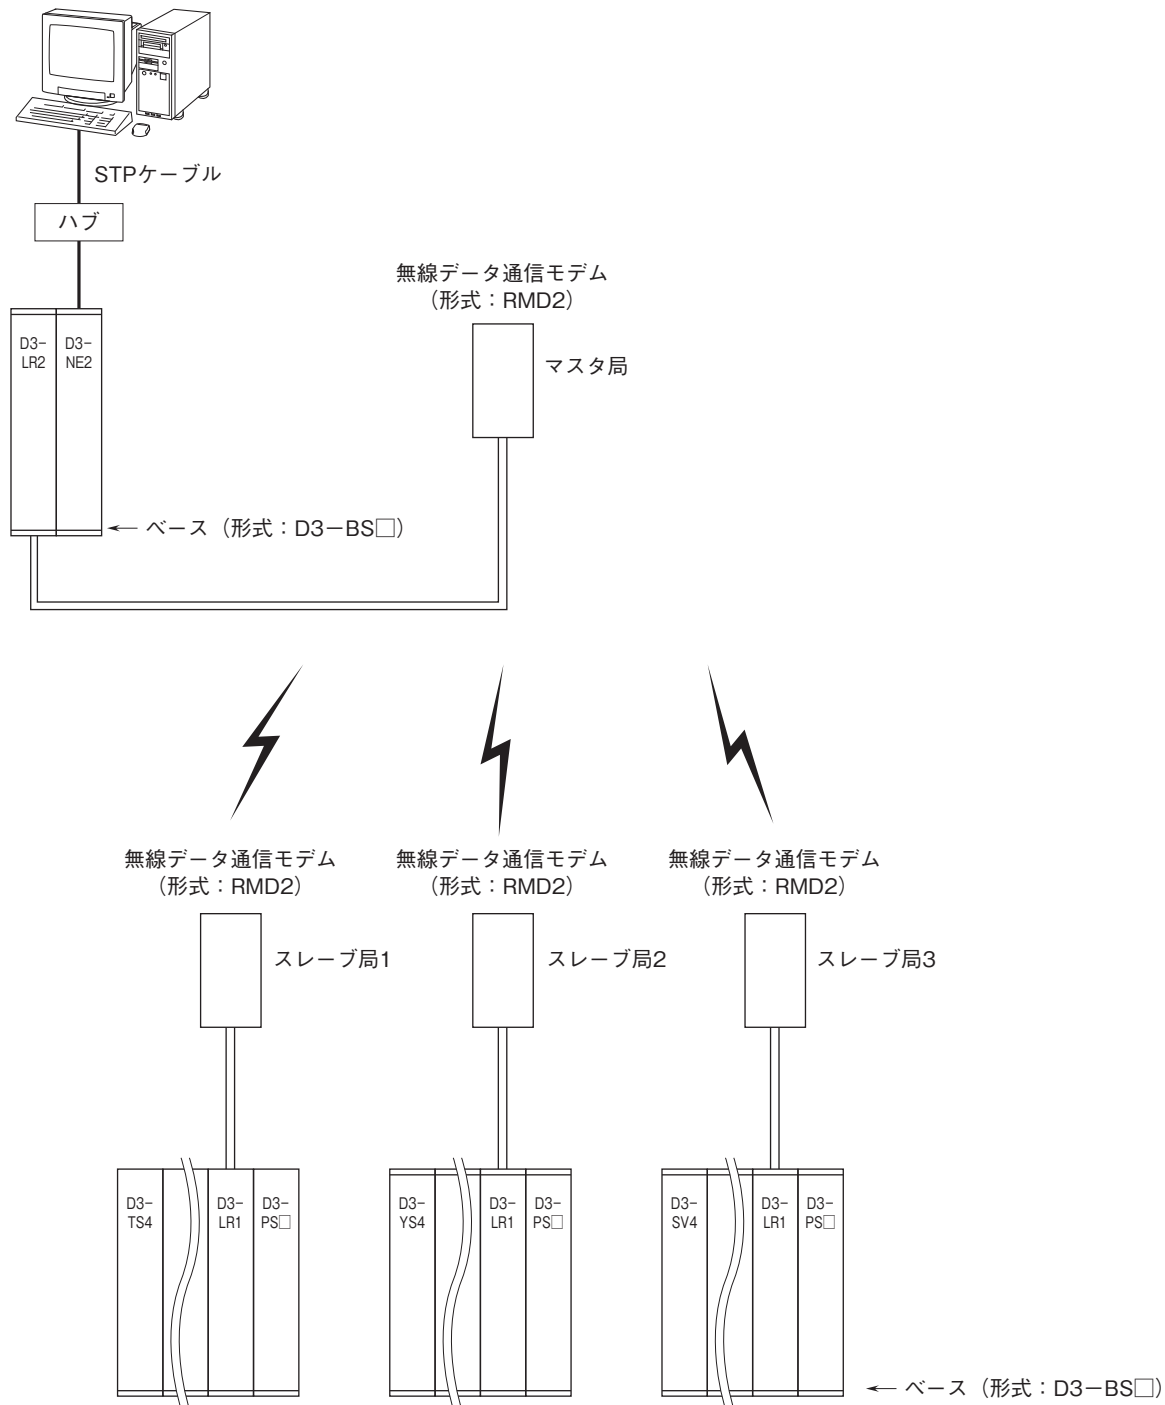 STPケーブル
ハブ
無線データ通信モデム
（形式：RMD2）
マスタ局
D3-
LR2
D3-
NE2
ベース（形式：D3－BS□）
無線データ通信モデム
（形式：RMD2）
スレーブ局1
無線データ通信モデム
（形式：RMD2）
スレーブ局2
無線データ通信モデム
（形式：RMD2）
スレーブ局3
D3-
TS4
D3-
LR1
D3-
PS□
D3-
YS4
D3-
LR1
D3-
PS□
D3-
SV4
D3-
LR1
D3-
PS□
ベース（形式：D3－BS□）